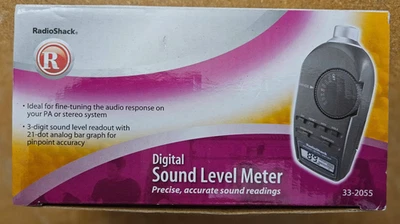 RadioShack®
R
• Ideal for fine-tuning the audio response on
your PA or stereo system
• 3-digit sound level readout with
21-dot analog bar graph for
pinpoint accuracy
Digital
Sound Level Meter
Precise, accurate sound readings
33-2055